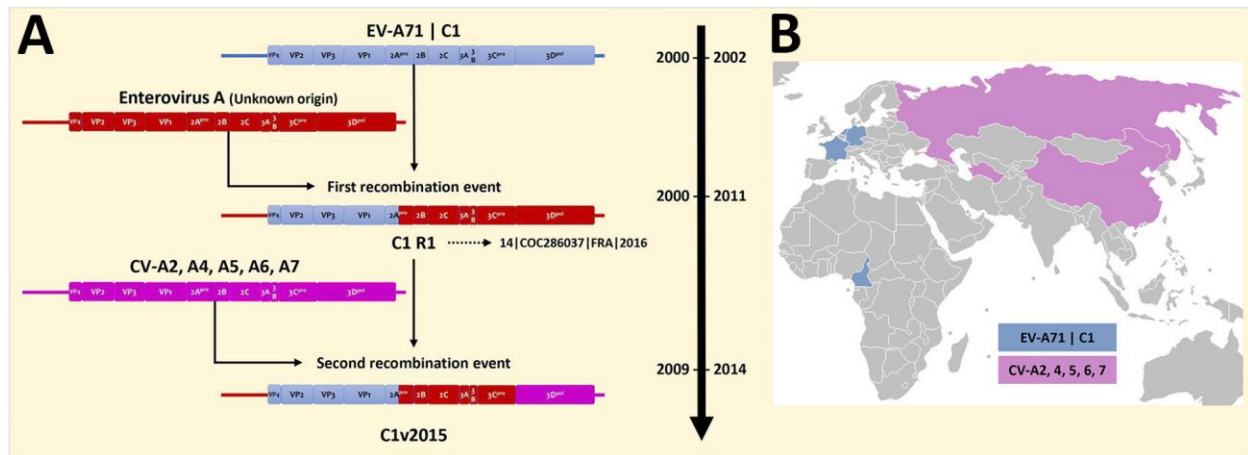 A
EV-A71 | C1
VP4 VP2 VP3 VP1 2Apro 2B 2C 3A 3B 3Cpro 3Dpol
2000 2002
Enterovirus A (Unknown origin)
VP4 VP2 VP3 VP1 2Apro 2B 2C 3A 3B 3Cpro 3Dpol
First recombination event
2000 2011
VP4 VP2 VP3 VP1 2Apro 2B 2C 3A 3B 3Cpro 3Dpol
C1 R1 14|COC286037|FRA|2016
CV-A2, A4, A5, A6, A7
VP4 VP2 VP3 VP1 2Apro 2B 2C 3A 3B 3Cpro 3Dpol
Second recombination event
2009 2014
VP4 VP2 VP3 VP1 2Apro 2B 2C 3A 3B 3Cpro 3Dpol
C1v2015
B
EV-A71 | C1
CV-A2, 4, 5, 6, 7